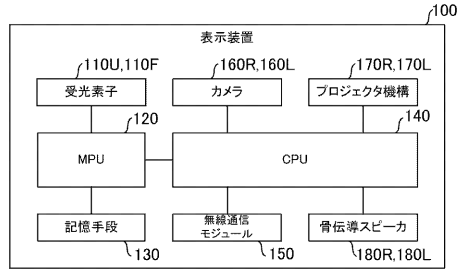 100
表示装置
110U,110F
160R,160L
170R,170L
受光素子
カメラ
プロジェクタ機構
120
140
MPU
CPU
記憶手段
無線通信
モジュール
骨伝導スピーカ
130
150
180R,180L